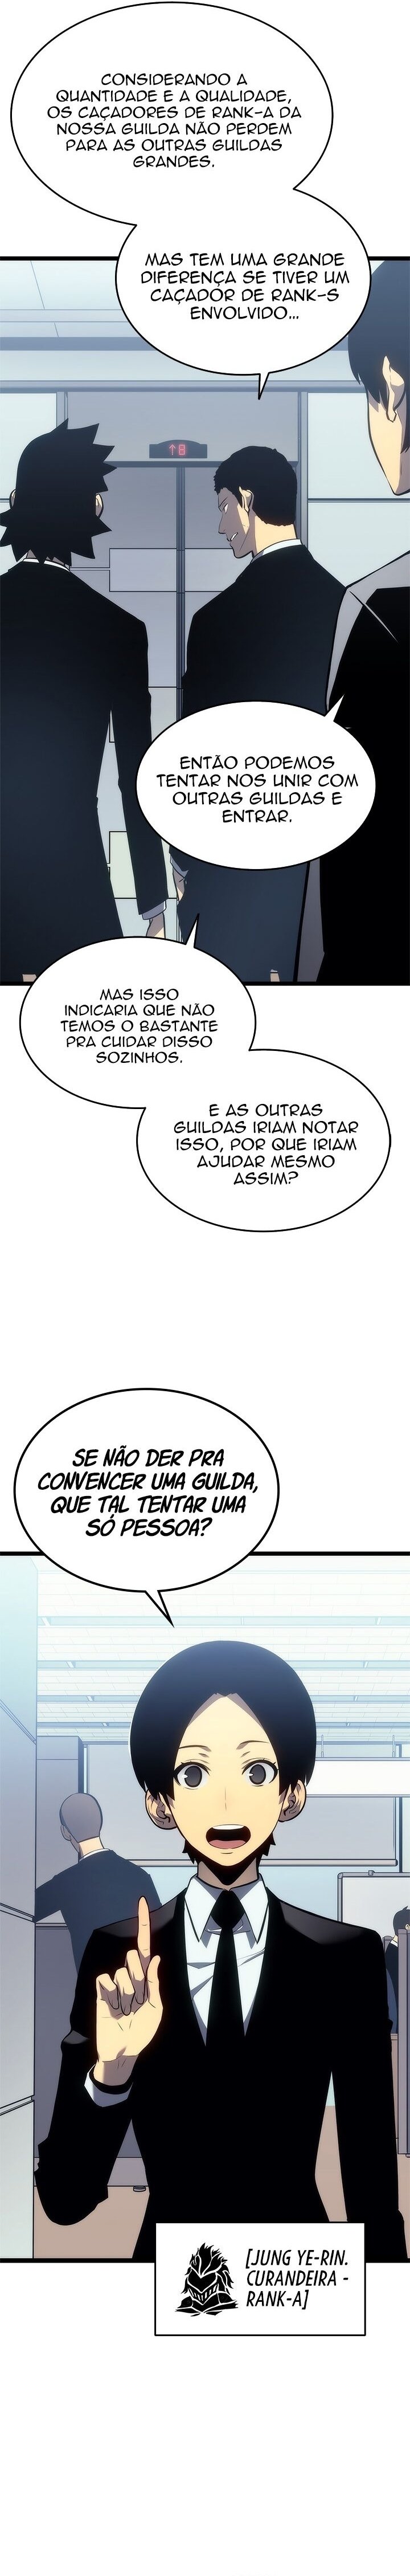 CONSIDERANDO A
QUANTIDADE E A QUALIDADE,
OS CAÇADORES DE RANK-A DA
NOSSA GUILDA NÃO PERDEM
PARA AS OUTRAS GUILDAS
GRANDES.
MAS TEM UMA GRANDE
DIFERENÇA SE TIVER UM
CAÇADOR DE RANK-S
ENVOLVIDO...
↑8
ENTÃO PODEMOS
TENTAR NOS UNIR COM
OUTRAS GUILDAS E
ENTRAR.
MAS ISSO
INDICARIA QUE NÃO
TEMOS O BASTANTE
PRA CUIDAR DISSO
SOZINHOS.
E AS OUTRAS
GUILDAS IRIAM NOTAR
ISSO, POR QUE IRIAM
AJUDAR MESMO
ASSIM?
SE NÃO DER PRA
CONVENCER UMA GUILDA,
QUE TAL TENTAR UMA
SÓ PESSOA?
[JUNG YE-RIN.
CURANDEIRA -
RANK-A]